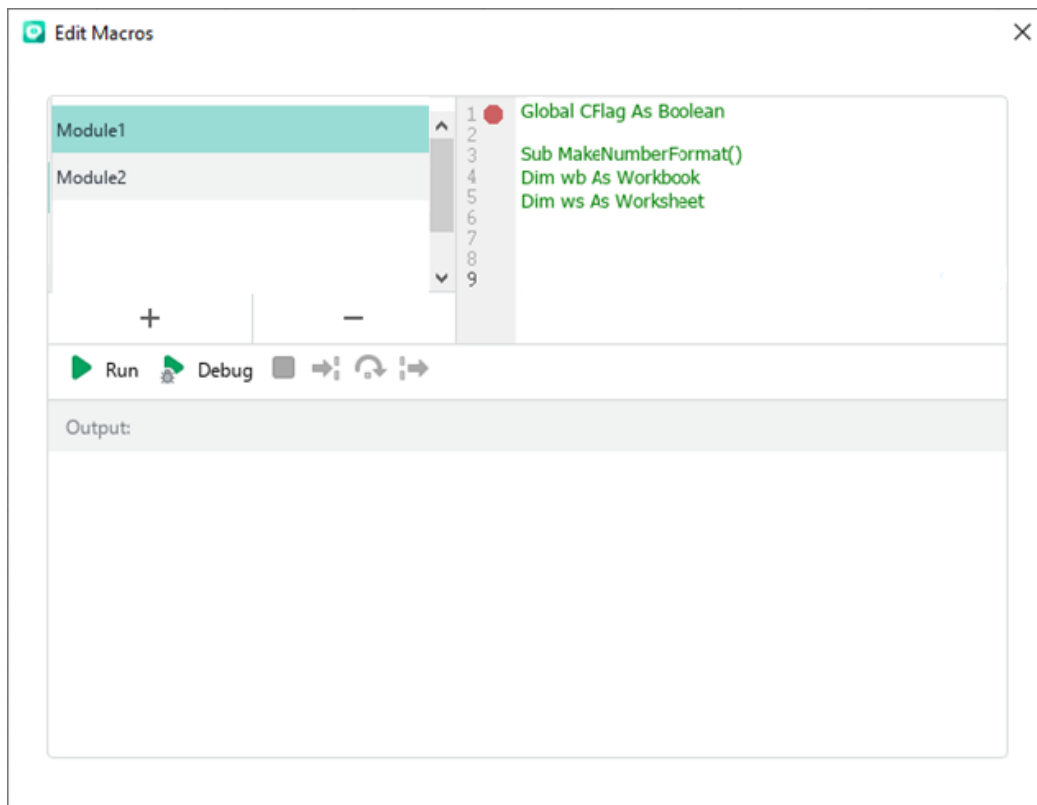 Edit Macros
Module1
Module2
1 Global CFlag As Boolean
2
3 Sub MakeNumberFormat()
4 Dim wb As Workbook
5 Dim ws As Worksheet
6
7
8
9
+ −
Run Debug
Output: